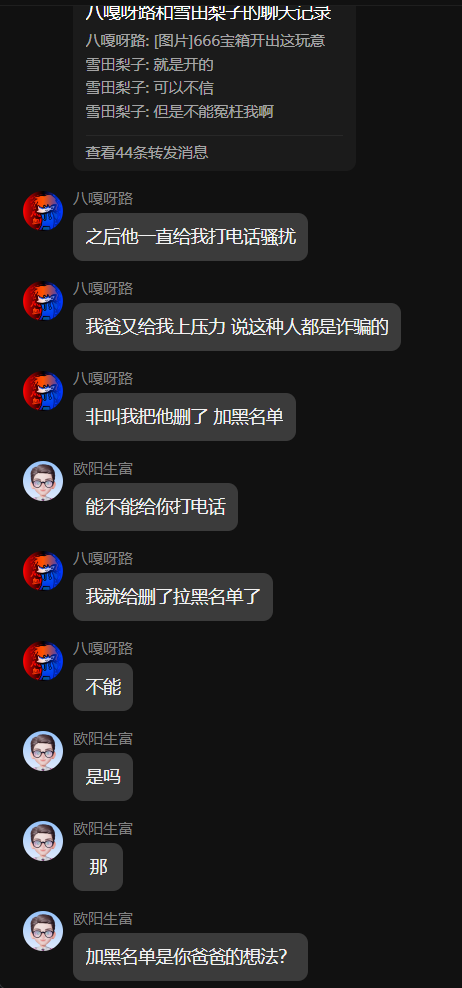 八嘎呀路和雪田梨子的聊天记录
八嘎呀路: [图片]666宝箱开出这玩意
雪田梨子: 就是开的
雪田梨子: 可以不信
雪田梨子: 但是不能冤枉我啊
查看44条转发消息
八嘎呀路
之后他一直给我打电话骚扰
八嘎呀路
我爸又给我上压力 说这种人都是诈骗的
八嘎呀路
非叫我把他删了 加黑名单
欧阳生富
能不能给你打电话
八嘎呀路
我就给删了拉黑名单了
八嘎呀路
不能
欧阳生富
是吗
欧阳生富
那
欧阳生富
加黑名单是你爸爸的想法？